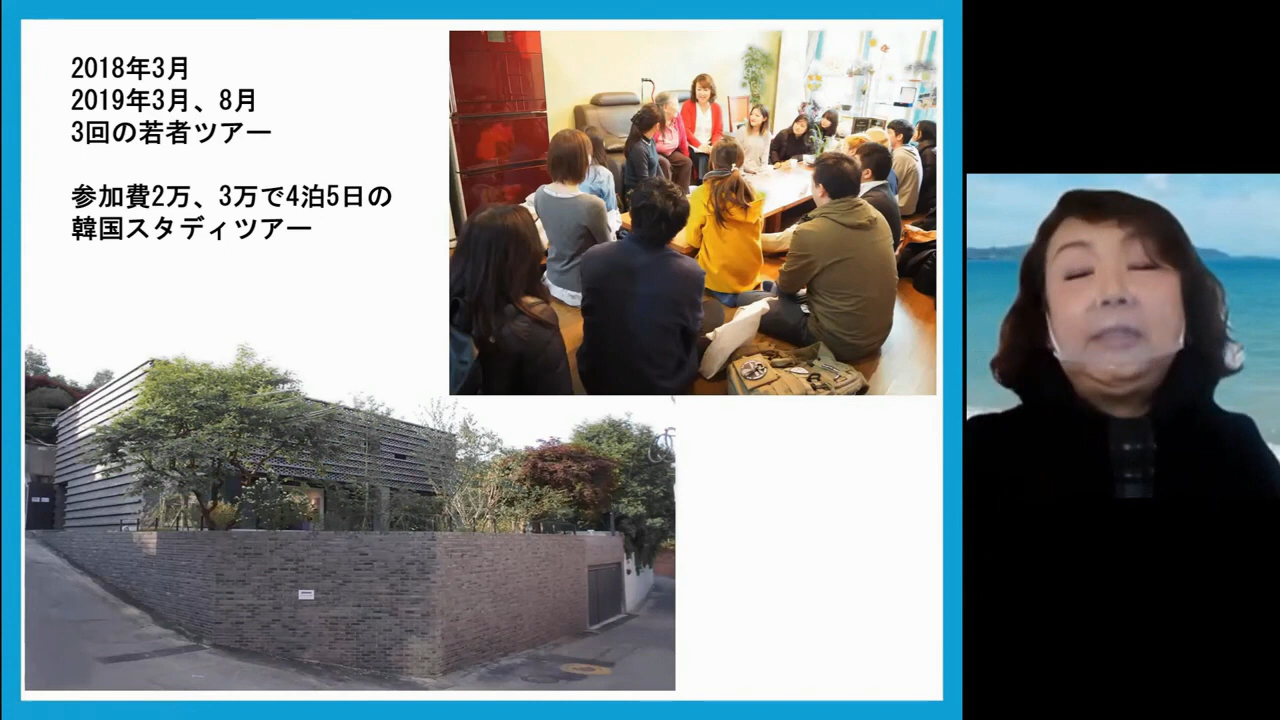 2018年3月
2019年3月、8月
3回の若者ツアー
参加費2万、3万で4泊5日の
韓国スタディツアー